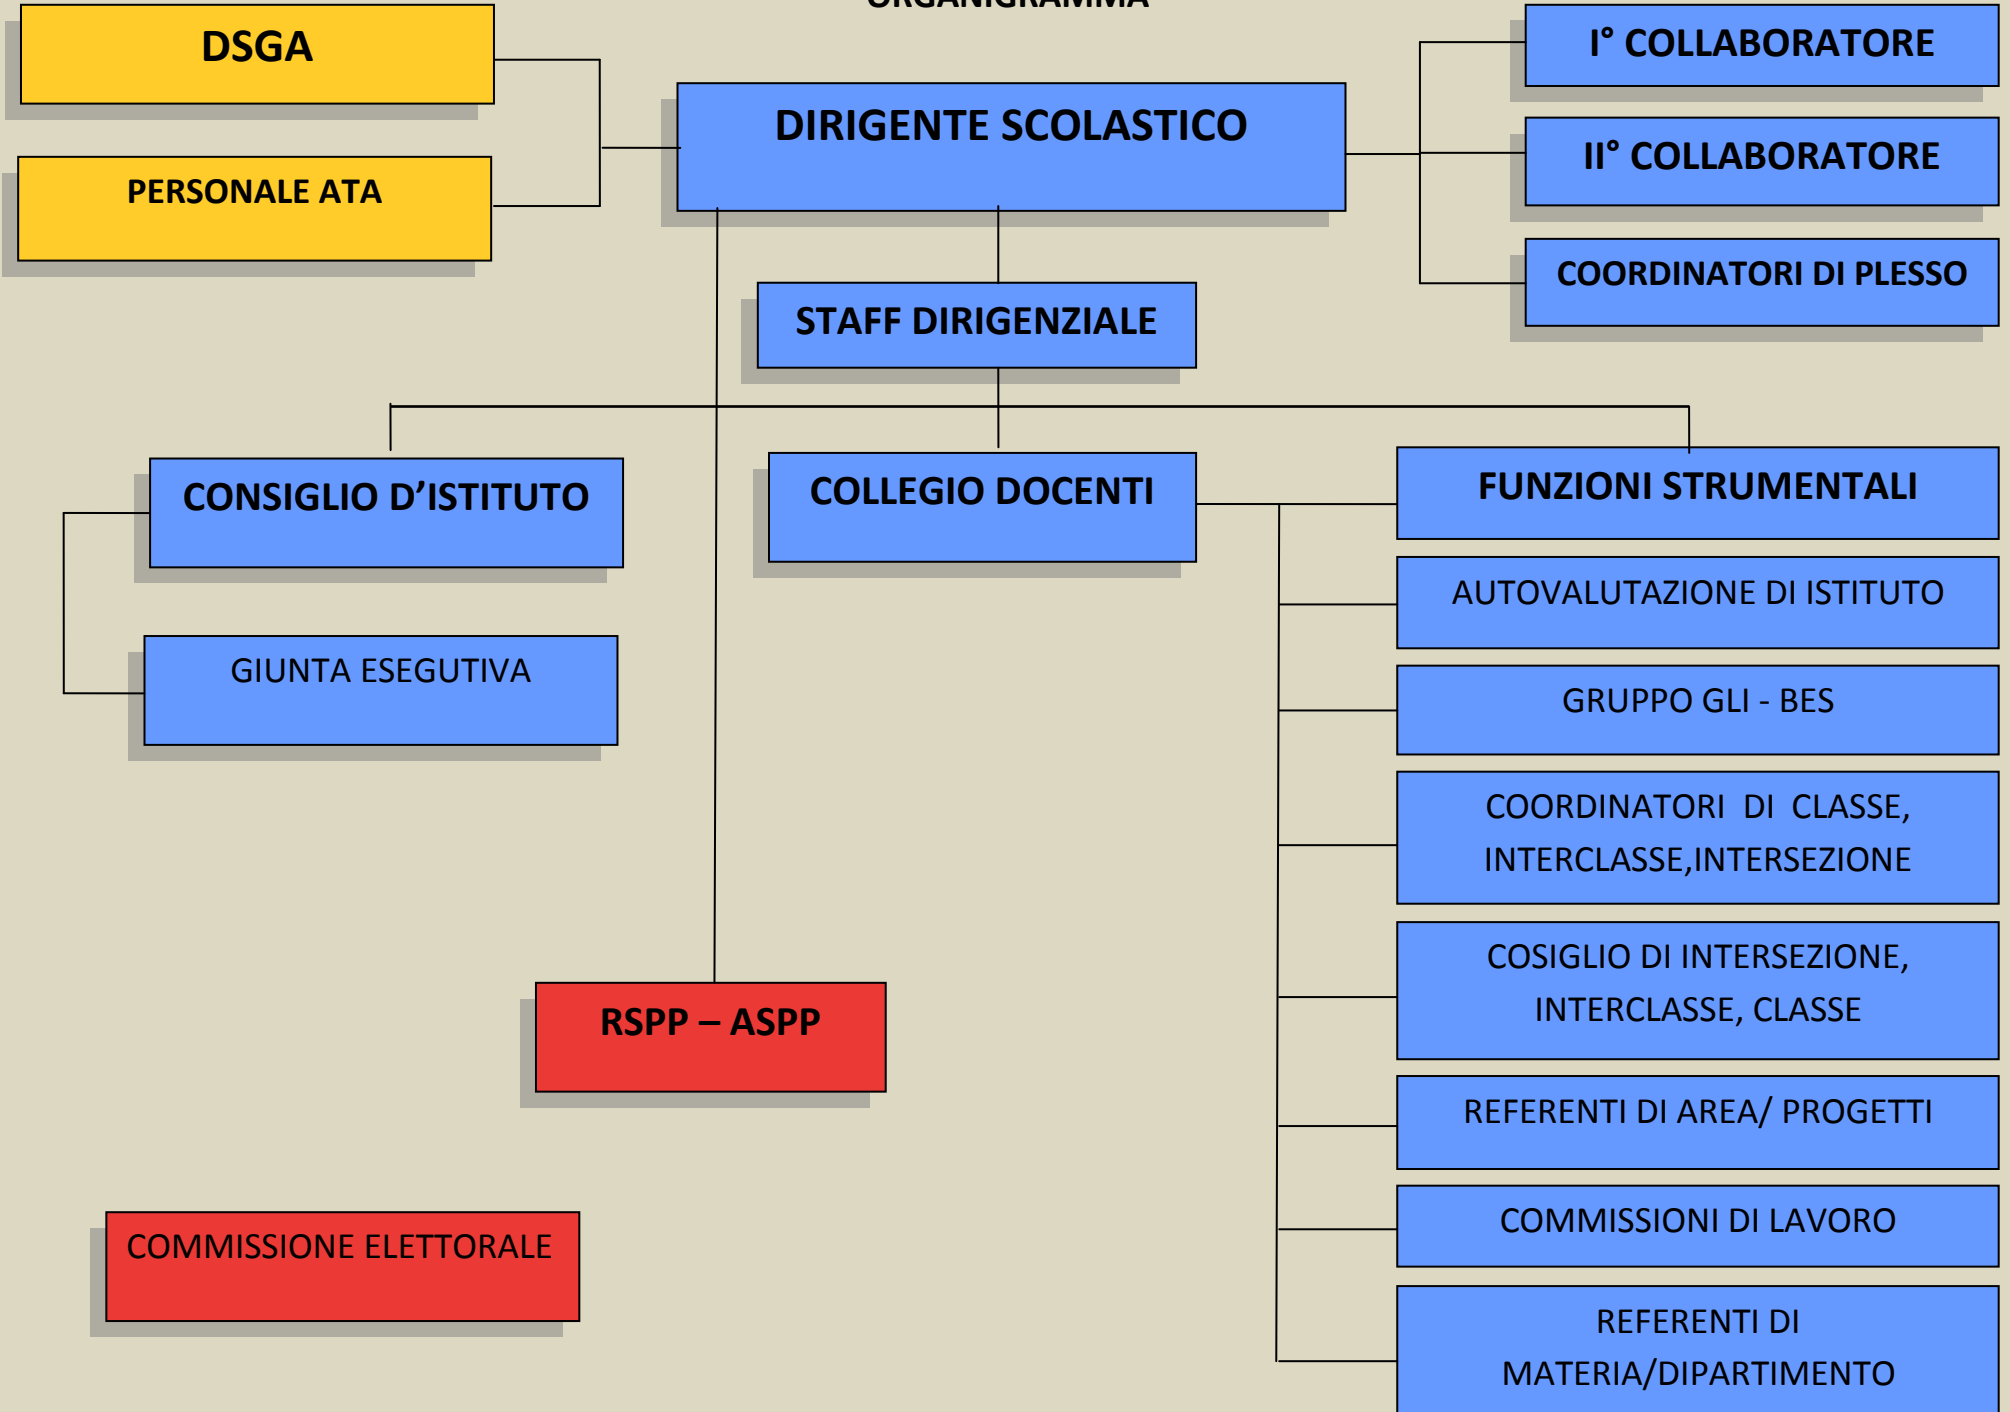 ORGANIGRAMMA
DSGA
PERSONALE ATA
DIRIGENTE SCOLASTICO
I° COLLABORATORE
II° COLLABORATORE
COORDINATORI DI PLESSO
STAFF DIRIGENZIALE
CONSIGLIO D’ISTITUTO
GIUNTA ESEGUTIVA
COLLEGIO DOCENTI
FUNZIONI STRUMENTALI
AUTOVALUTAZIONE DI ISTITUTO
GRUPPO GLI - BES
COORDINATORI DI CLASSE,
INTERCLASSE,INTERSEZIONE
COSIGLIO DI INTERSEZIONE,
INTERCLASSE, CLASSE
REFERENTI DI AREA/ PROGETTI
COMMISSIONI DI LAVORO
REFERENTI DI
MATERIA/DIPARTIMENTO
RSPP – ASPP
COMMISSIONE ELETTORALE